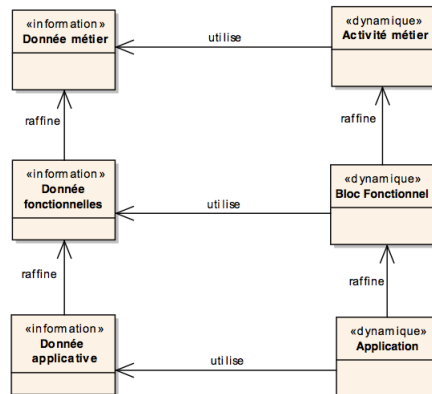 «information»
Donnée métier
utilise
«dynamique»
Activité métier
raffine
raffine
«information»
Donnée
fonctionnelles
utilise
«dynamique»
Bloc Fonctionnel
raffine
raffine
«information»
Donnée
applicative
utilise
«dynamique»
Application